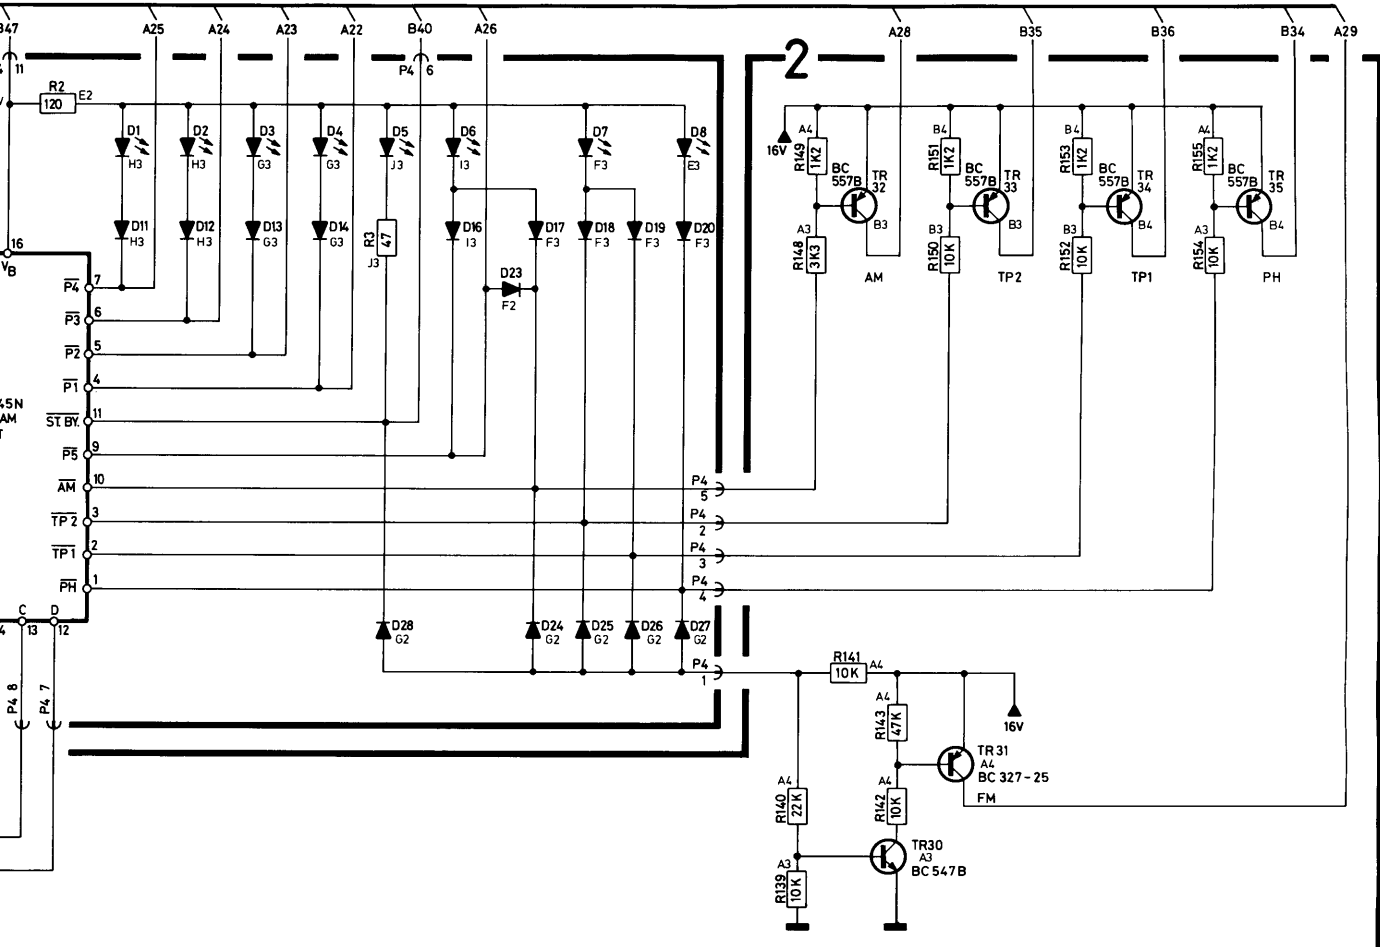 B47 A25 A24 A23 A22 B40 A26 A28 B35 B36 B34 A29
11 P4 6 2
R2
120 E2
D1 H3 D2 H3 D3 G3 D4 G3 D5 J3 D6 I3 D7 F3 D8 E3
16V
A4 R149 1K2 BC 557B TR 32 B3
B4 R151 1K2 BC 557B TR 33 B3
B4 R153 1K2 BC 557B TR 34 B4
A4 R155 1K2 BC 557B TR 35 B4
D11 H3 D12 H3 D13 G3 D14 G3 R3 47 J3 D16 I3 D17 F3 D18 F3 D19 F3 D20 F3
A3 R148 3K3 AM
B3 R150 10K TP2
B3 R152 10K TP1
A3 R154 10K PH
D23 F2
16
VB
P4 7
P3 6
P2 5
P1 4
45N
AM
T
ST.BY. 11
P5 9
AM 10 P4 5
TP2 3 P4 2
TP1 2 P4 3
PH 1 P4 4
C D
4 13 12
D28 G2 D24 G2 D25 G2 D26 G2 D27 G2
P4 1
P4 8 P4 7
R141
10K A4
A4 R143 47K
16V
TR31
A4
BC 327-25
FM
A4 R140 22K
A4 R142 10K
TR30
A3
BC547B
A3 R139 10K